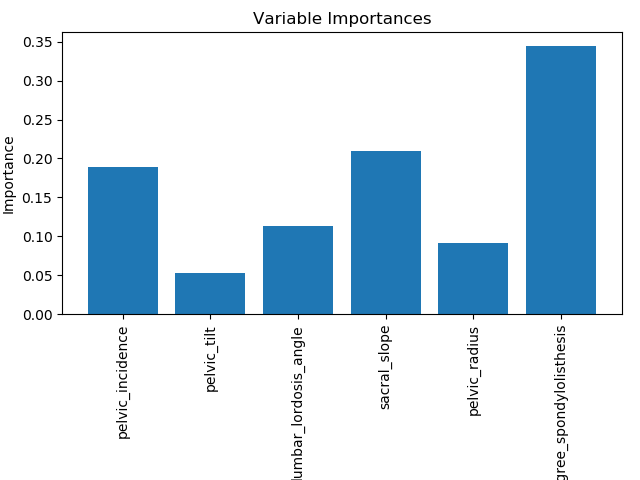 Variable Importances
Importance
0.35
0.30
0.25
0.20
0.15
0.10
0.05
0.00
pelvic_incidence
pelvic_tilt
lumbar_lordosis_angle
sacral_slope
pelvic_radius
gree_spondylolisthesis